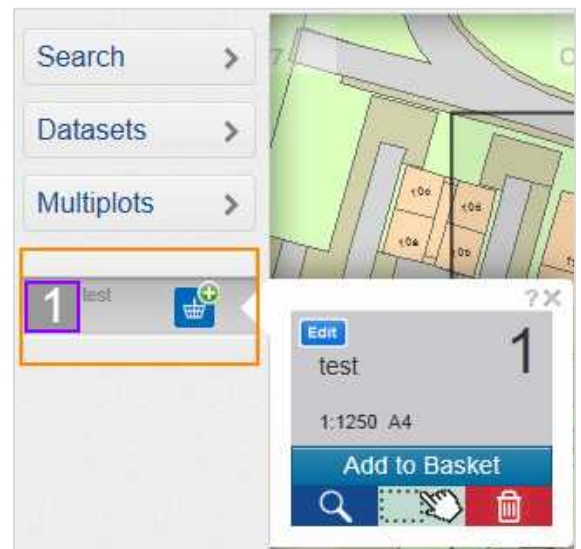 Search
Datasets
Multiplots
1 test
?
Edit
1
test
1:1250 A4
Add to Basket